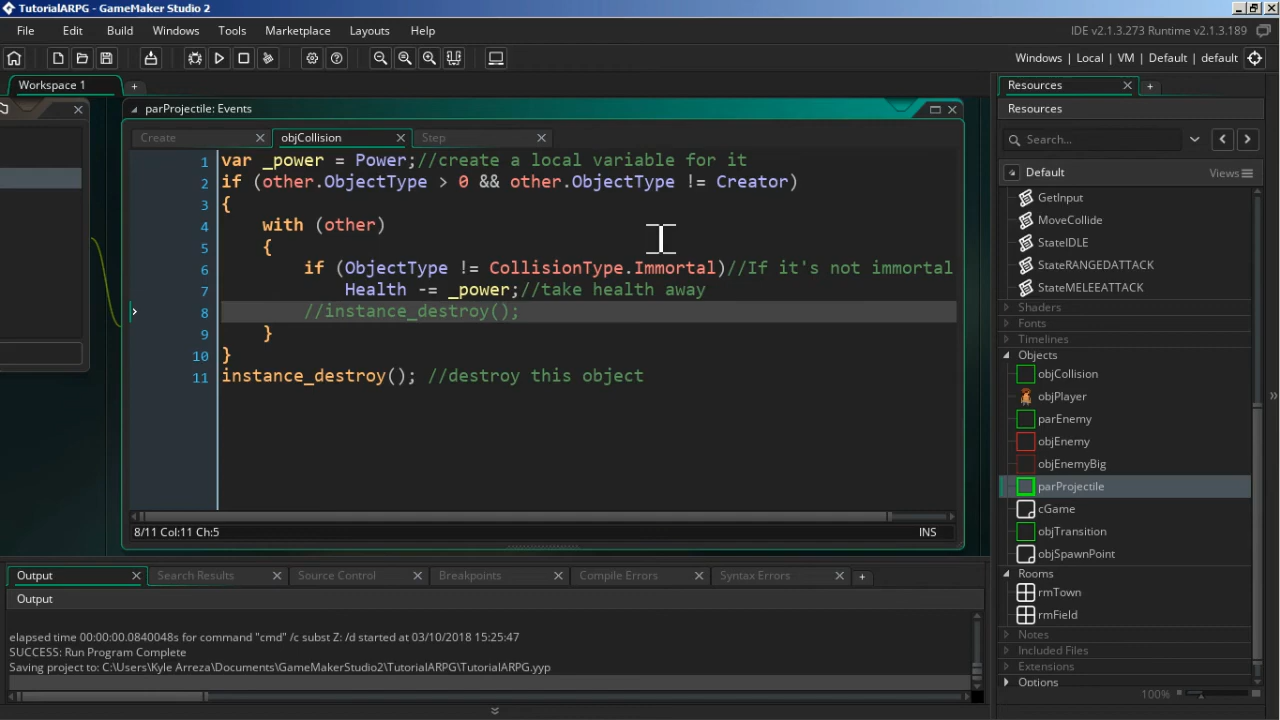 TutorialARPG - GameMaker Studio 2
File Edit Build Windows Tools Marketplace Layouts Help
IDE v2.1.3.273 Runtime v2.1.3.189
Windows | Local | VM | Default | default
Workspace 1
parProjectile: Events
Create objCollision Step
1 var _power = Power;//create a local variable for it
2 if (other.ObjectType > 0 && other.ObjectType != Creator)
3 {
4 with (other)
5 {
6 if (ObjectType != CollisionType.Immortal)//If it's not immortal
7 Health -= _power;//take health away
8 //instance_destroy();
9 }
10 }
11 instance_destroy(); //destroy this object
8/11 Col:11 Ch:5
INS
Output Search Results Source Control Breakpoints Compile Errors Syntax Errors
Output
elapsed time 00:00:00.0840048s for command "cmd" /c subst Z: /d started at 03/10/2018 15:25:47
SUCCESS: Run Program Complete
Saving project to: C:\Users\Kyle Arreza\Documents\GameMakerStudio2\TutorialARPG\TutorialARPG.yyp
Resources
Resources
Search...
Default
Views
GetInput
MoveCollide
StateIDLE
StateRANGEDATTACK
StateMELEEATTACK
Shaders
Fonts
Timelines
Objects
objCollision
objPlayer
parEnemy
objEnemy
objEnemyBig
parProjectile
cGame
objTransition
objSpawnPoint
Rooms
rmTown
rmField
Notes
Included Files
Extensions
Options
100%